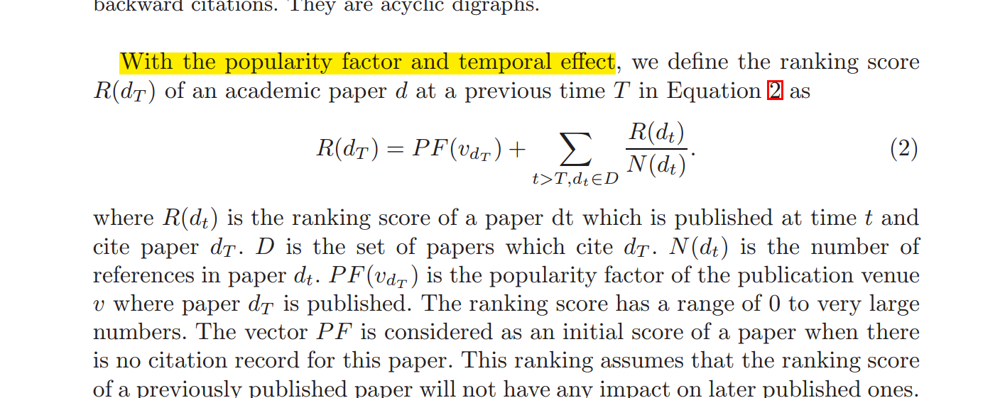 backward citations. They are acyclic digraphs.
With the popularity factor and temporal effect, we define the ranking score
R(d_T) of an academic paper d at a previous time T in Equation 2 as
R(d_T) = PF(v_{d_T}) + \sum_{t>T,d_t∈D} \frac{R(d_t)}{N(d_t)}. (2)
where R(d_t) is the ranking score of a paper dt which is published at time t and
cite paper d_T. D is the set of papers which cite d_T. N(d_t) is the number of
references in paper d_t. PF(v_{d_T}) is the popularity factor of the publication venue
v where paper d_T is published. The ranking score has a range of 0 to very large
numbers. The vector PF is considered as an initial score of a paper when there
is no citation record for this paper. This ranking assumes that the ranking score
of a previously published paper will not have any impact on later published ones.